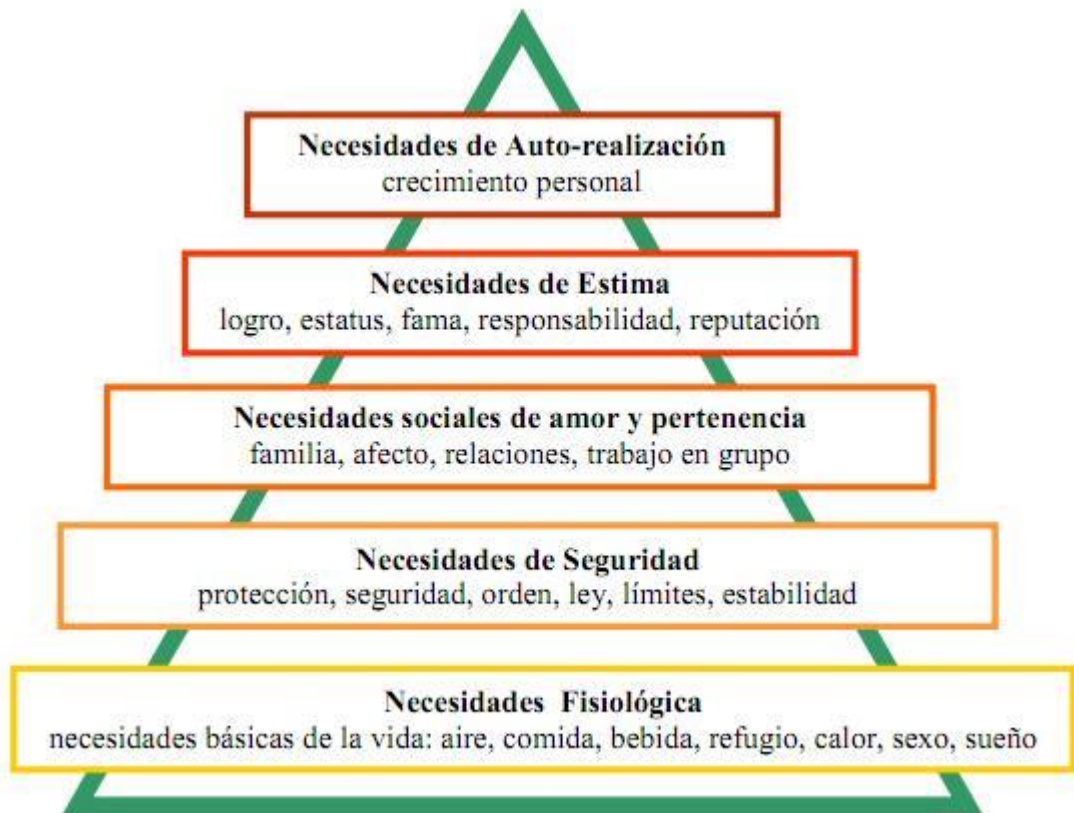 Necesidades de Auto-realización
crecimiento personal
Necesidades de Estima
logro, estatus, fama, responsabilidad, reputación
Necesidades sociales de amor y pertenencia
familia, afecto, relaciones, trabajo en grupo
Necesidades de Seguridad
protección, seguridad, orden, ley, límites, estabilidad
Necesidades Fisiológica
necesidades básicas de la vida: aire, comida, bebida, refugio, calor, sexo, sueño